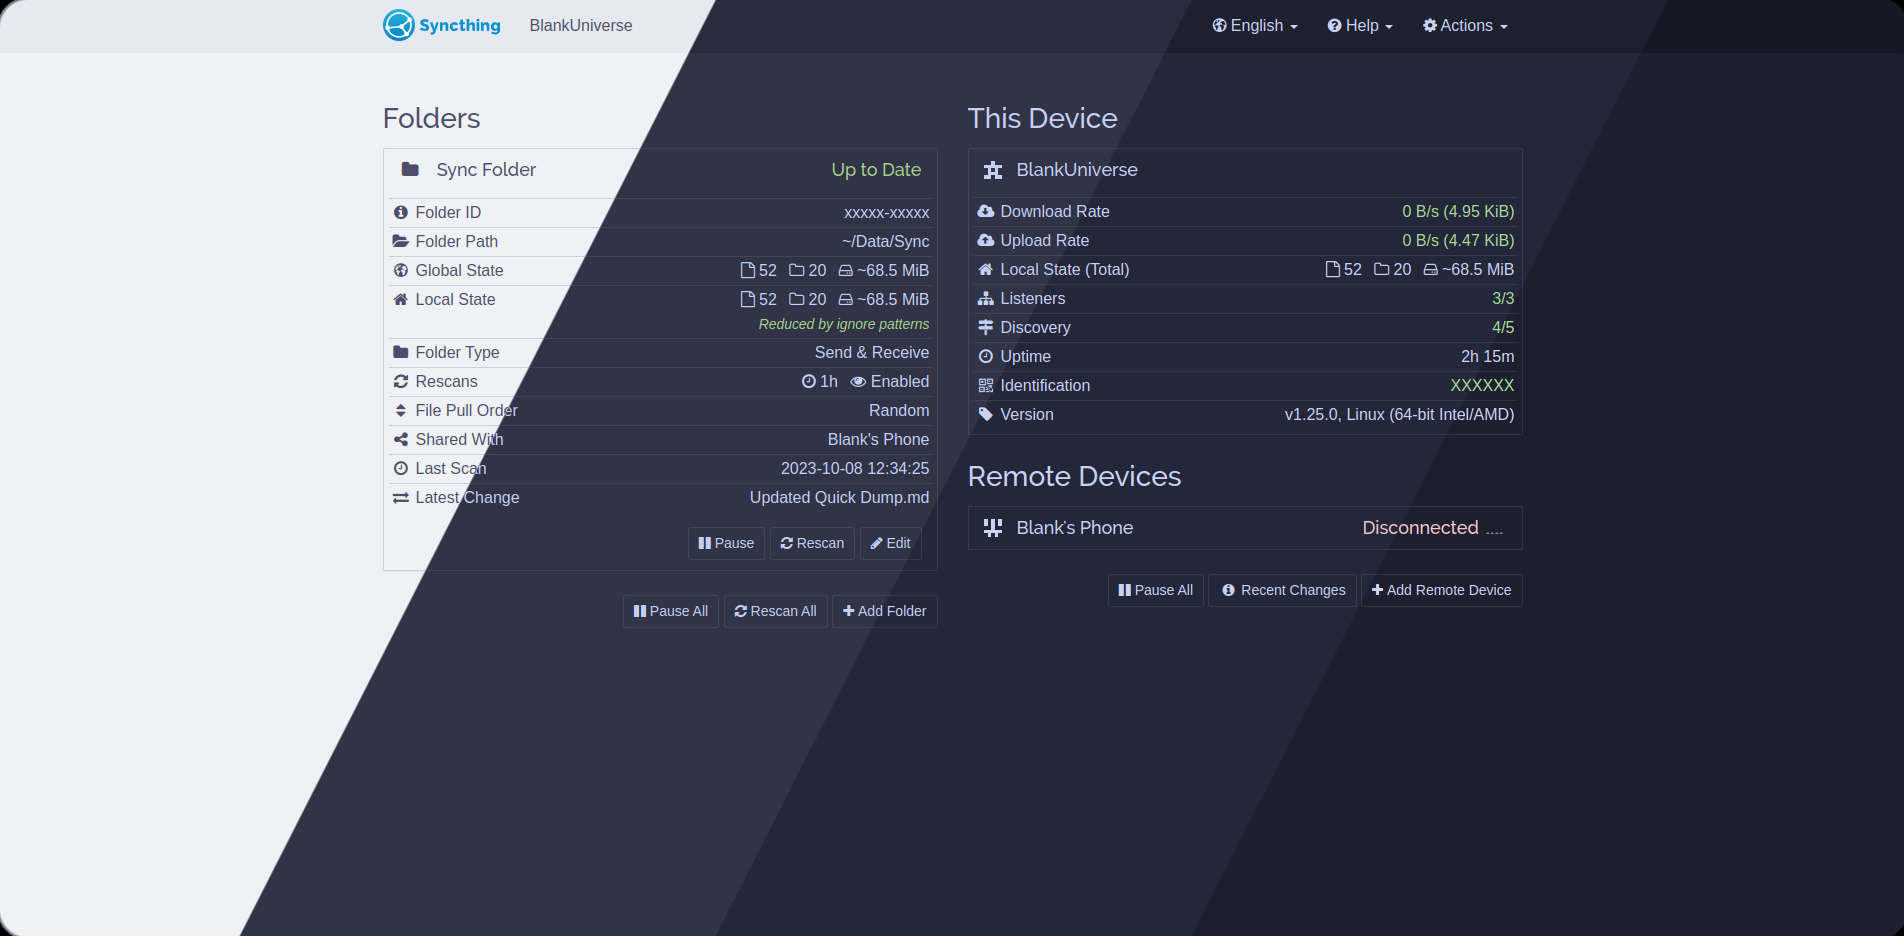 Syncthing BlankUniverse English Help Actions
Folders
Sync Folder Up to Date
Folder ID xxxxx-xxxxx
Folder Path ~/Data/Sync
Global State 52 20 ~68.5 MiB
Local State 52 20 ~68.5 MiB
Reduced by ignore patterns
Folder Type Send & Receive
Rescans 1h Enabled
File Pull Order Random
Shared With Blank's Phone
Last Scan 2023-10-08 12:34:25
Latest Change Updated Quick Dump.md
Pause Rescan Edit
Pause All Rescan All Add Folder
This Device
BlankUniverse
Download Rate 0 B/s (4.95 KiB)
Upload Rate 0 B/s (4.47 KiB)
Local State (Total) 52 20 ~68.5 MiB
Listeners 3/3
Discovery 4/5
Uptime 2h 15m
Identification XXXXXX
Version v1.25.0, Linux (64-bit Intel/AMD)
Remote Devices
Blank's Phone Disconnected
Pause All Recent Changes Add Remote Device